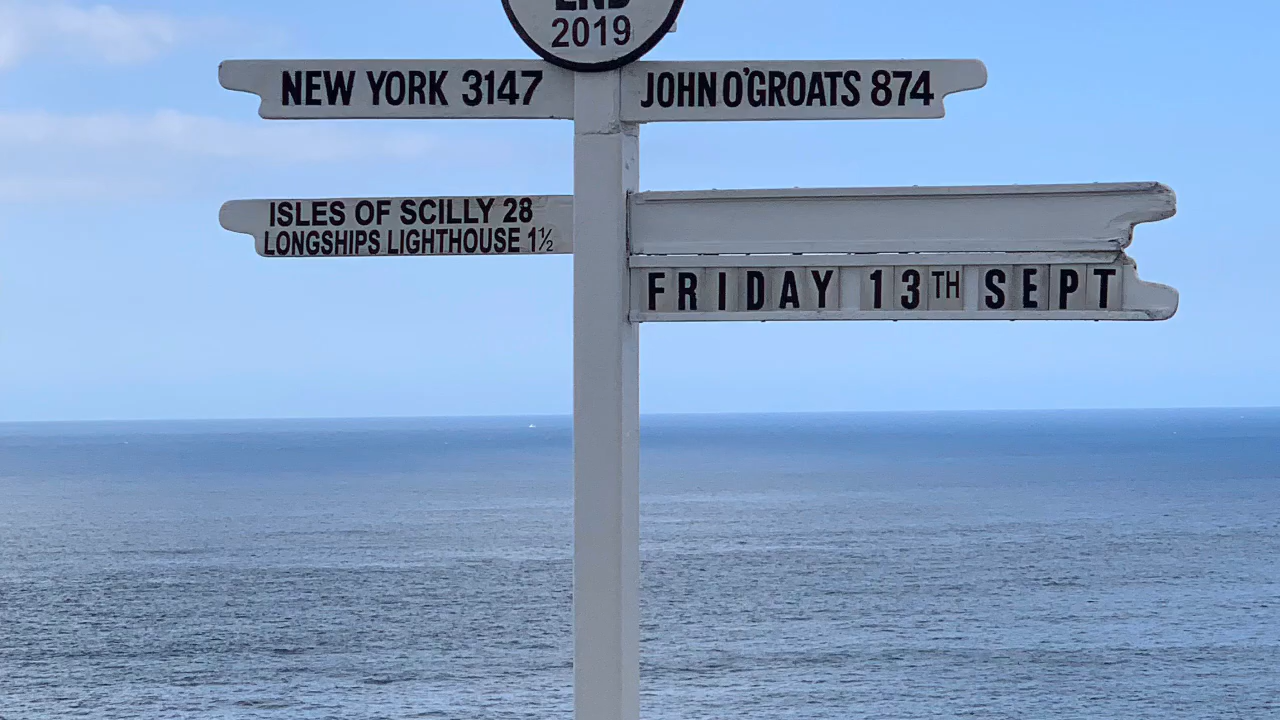 END
2019
NEW YORK 3147
JOHN O'GROATS 874
ISLES OF SCILLY 28
LONGSHIPS LIGHTHOUSE 1½
FRIDAY 13TH SEPT